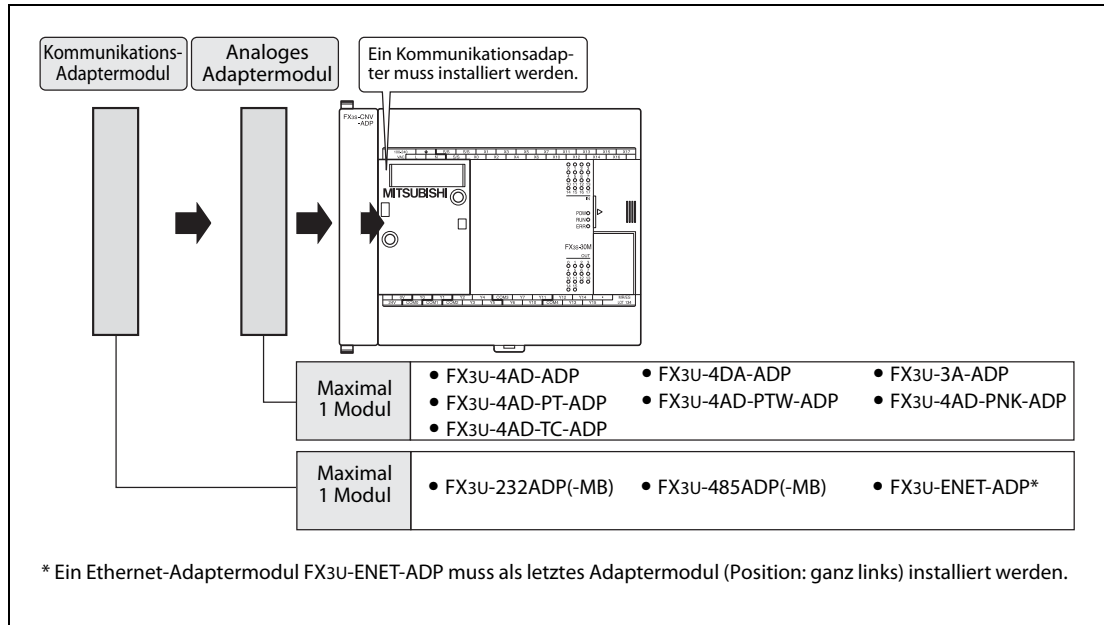 Kommunikations-
Adaptermodul
Analoges
Adaptermodul
Ein Kommunikationsadap-
ter muss installiert werden.
FX3S-CNV
-ADP
MITSUBISHI
IN
POW
RUN
ERR
FX3S-30M
OUT
Maximal
1 Modul
• FX3U-4AD-ADP • FX3U-4DA-ADP • FX3U-3A-ADP
• FX3U-4AD-PT-ADP • FX3U-4AD-PTW-ADP • FX3U-4AD-PNK-ADP
• FX3U-4AD-TC-ADP
Maximal
1 Modul
• FX3U-232ADP(-MB) • FX3U-485ADP(-MB) • FX3U-ENET-ADP*
* Ein Ethernet-Adaptermodul FX3U-ENET-ADP muss als letztes Adaptermodul (Position: ganz links) installiert werden.